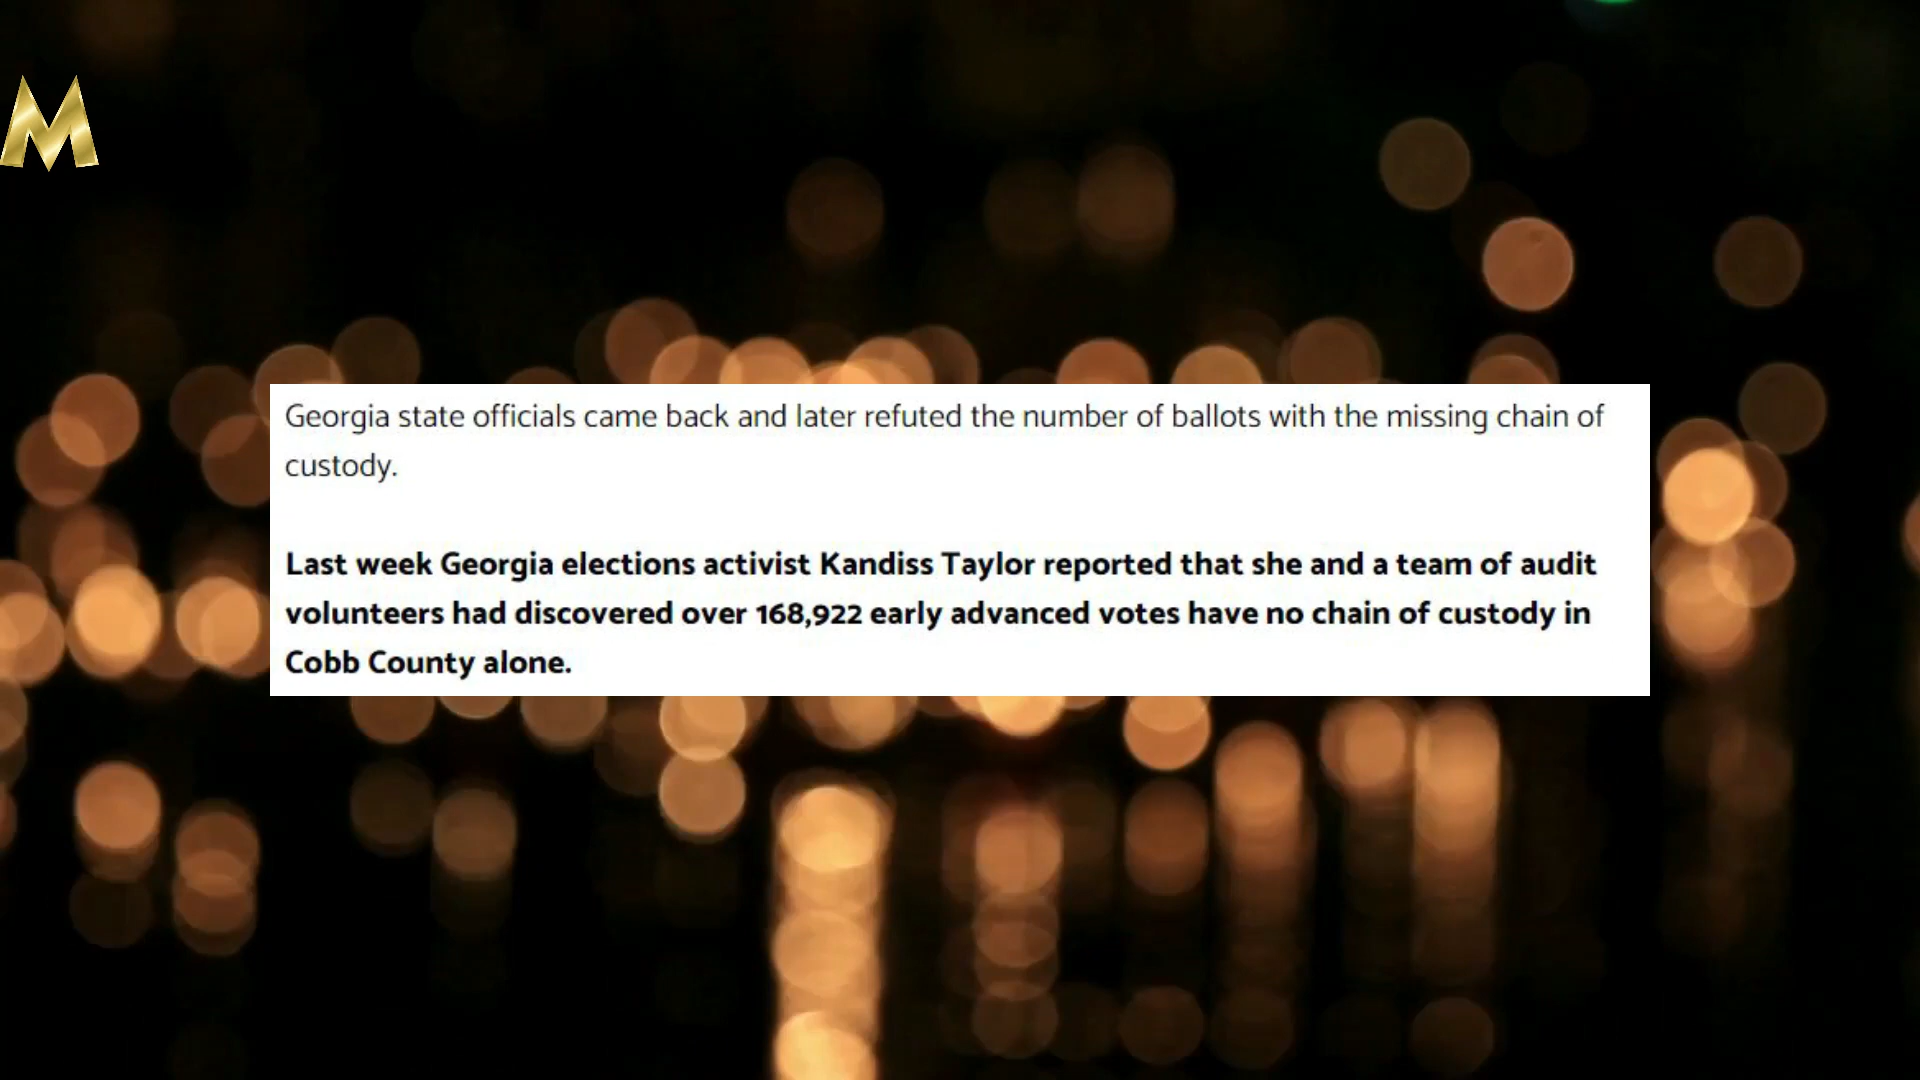 M
Georgia state officials came back and later refuted the number of ballots with the missing chain of
custody.
Last week Georgia elections activist Kandiss Taylor reported that she and a team of audit
volunteers had discovered over 168,922 early advanced votes have no chain of custody in
Cobb County alone.